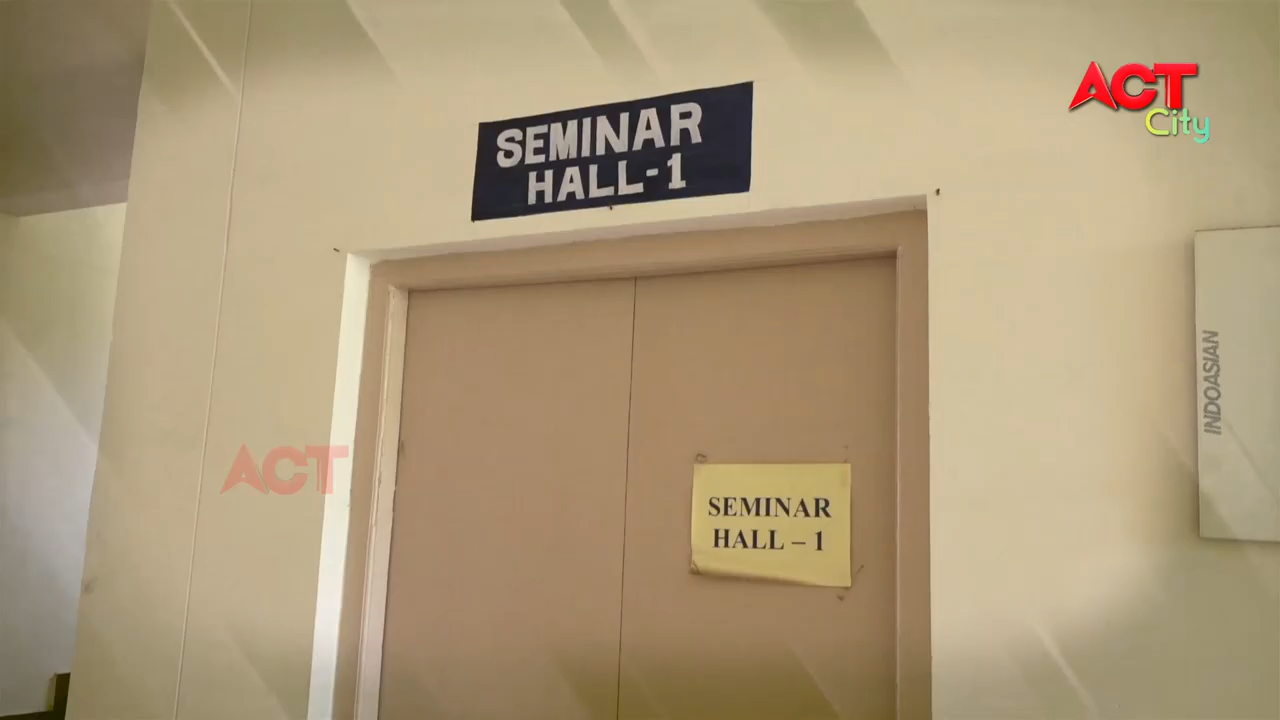 ACT
City
SEMINAR
HALL-1
INDOASIAN
ACT
SEMINAR
HALL – 1